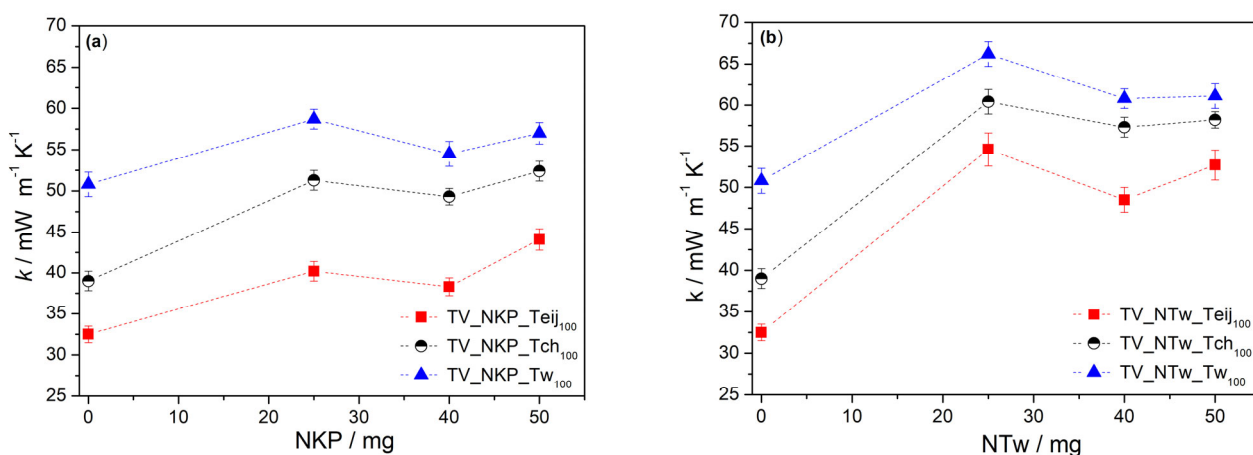 (a)
70
65
60
55
50
45
40
35
30
25
k / mW m⁻¹ K⁻¹
0 10 20 30 40 50
NKP / mg
TV_NKP_Teij₁₀₀
TV_NKP_Tch₁₀₀
TV_NKP_Tw₁₀₀
(b)
70
65
60
55
50
45
40
35
30
25
k / mW m⁻¹ K⁻¹
0 10 20 30 40 50
NTw / mg
TV_NTw_Teij₁₀₀
TV_NTw_Tch₁₀₀
TV_NTw_Tw₁₀₀